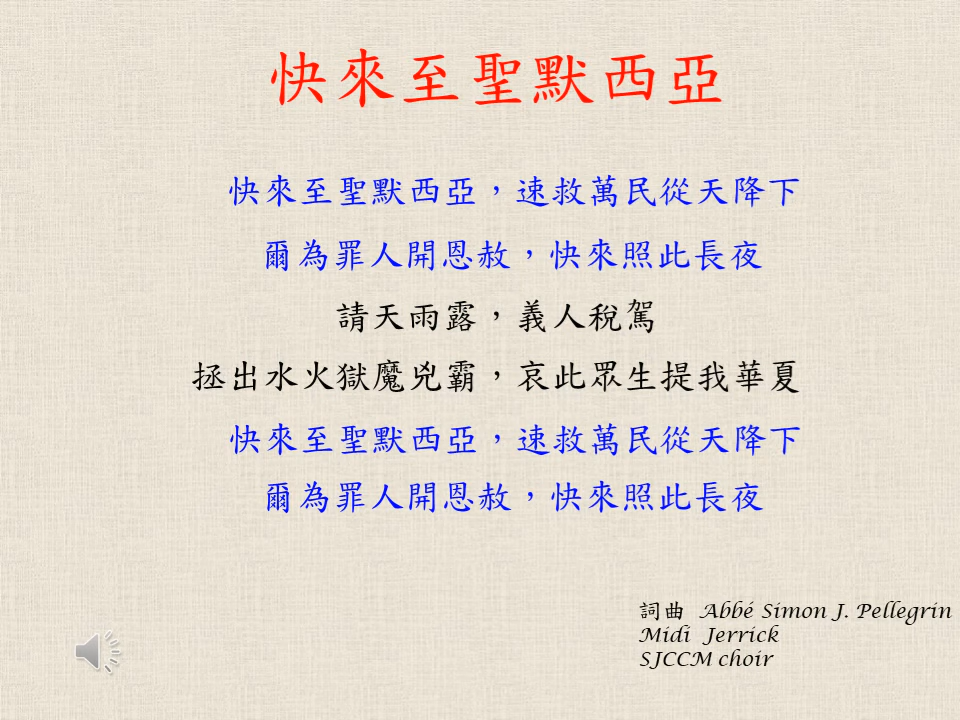 快來至聖默西亞
快來至聖默西亞，速救萬民從天降下
爾為罪人開恩赦，快來照此長夜
請天雨露，義人稅駕
拯出水火獄魔兇霸，哀此眾生提我華夏
快來至聖默西亞，速救萬民從天降下
爾為罪人開恩赦，快來照此長夜
詞曲 Abbé Simon J. Pellegrin
Midi Jerrick
SJCCM choir